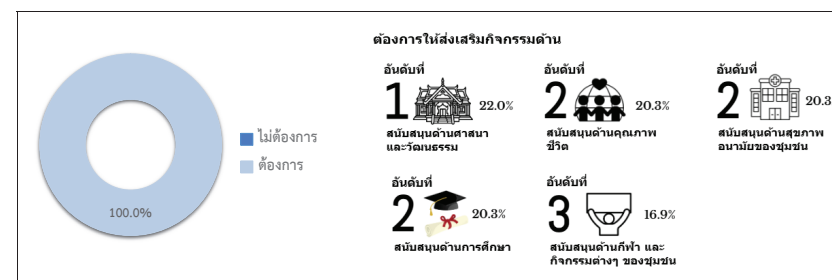 ต้องการให้ส่งเสริมกิจกรรมด้าน
อันดับที่
1
22.0%
สนับสนุนด้านศาสนา
และวัฒนธรรม
อันดับที่
2
20.3%
สนับสนุนด้านคุณภาพ
ชีวิต
อันดับที่
2
20.3
สนับสนุนด้านสุขภาพ
อนามัยของชุมชน
ไม่ต้องการ
ต้องการ
100.0%
อันดับที่
2
20.3%
สนับสนุนด้านการศึกษา
อันดับที่
3
16.9%
สนับสนุนด้านกีฬา และ
กิจกรรมต่างๆ ของชุมชน